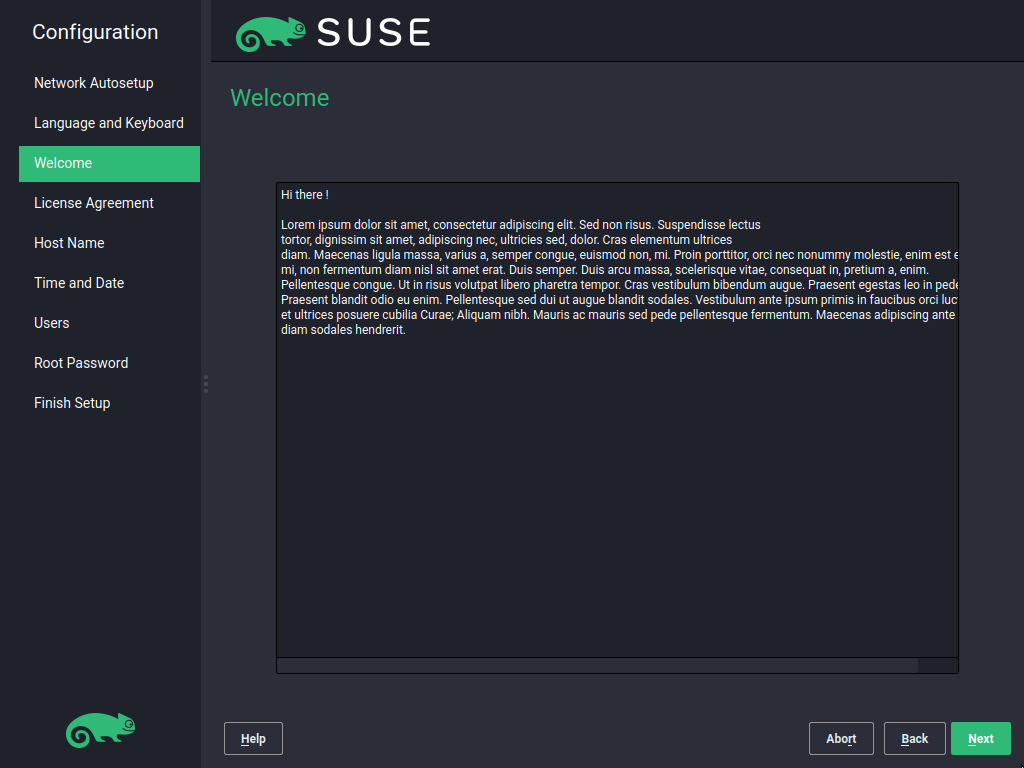 Configuration
Network Autosetup
Language and Keyboard
Welcome
License Agreement
Host Name
Time and Date
Users
Root Password
Finish Setup
SUSE
Welcome
Hi there !
Lorem ipsum dolor sit amet, consectetur adipiscing elit. Sed non risus. Suspendisse lectus
tortor, dignissim sit amet, adipiscing nec, ultricies sed, dolor. Cras elementum ultrices
diam. Maecenas ligula massa, varius a, semper congue, euismod non, mi. Proin porttitor, orci nec nonummy molestie, enim est
mi, non fermentum diam nisl sit amet erat. Duis semper. Duis arcu massa, scelerisque vitae, consequat in, pretium a, enim.
Pellentesque congue. Ut in risus volutpat libero pharetra tempor. Cras vestibulum bibendum augue. Praesent egestas leo in pede
Praesent blandit odio eu enim. Pellentesque sed dui ut augue blandit sodales. Vestibulum ante ipsum primis in faucibus orci
et ultrices posuere cubilia Curae; Aliquam nibh. Mauris ac mauris sed pede pellentesque fermentum. Maecenas adipiscing ante
diam sodales hendrerit.
Help
Abort
Back
Next